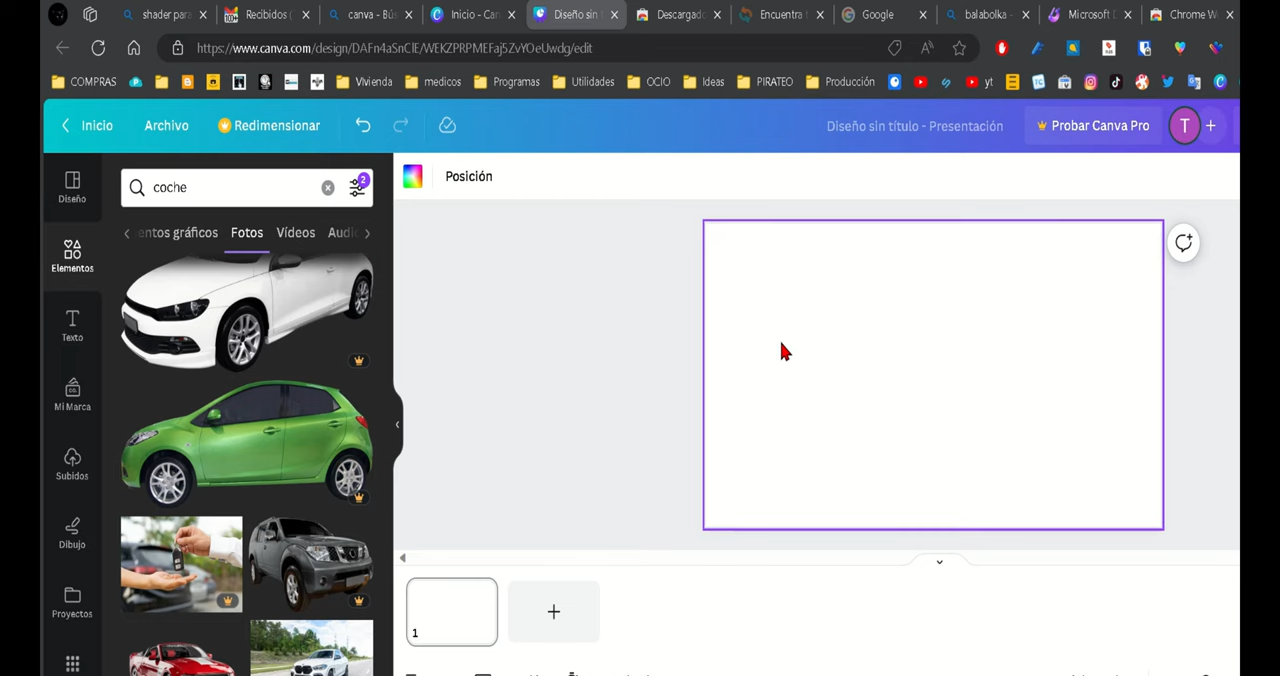 shader para
Recibidos (
canva - Bús
Inicio - Can
Diseño sin t
Descargado
Encuentra t
Google
balabolka -
Microsoft D
Chrome W
https://www.canva.com/design/DAFn4aSnClE/WEKZPRPMEFaj5ZvYOeUwdg/edit
COMPRAS
Vivienda
medicos
Programas
Utilidades
OCIO
Ideas
PIRATEO
Producción
yt
Inicio
Archivo
Redimensionar
Diseño sin título - Presentación
Probar Canva Pro
T
+
Diseño
Elementos
Texto
Mi Marca
Subidos
Dibujo
Proyectos
coche
2
entos gráficos
Fotos
Vídeos
Audi
Posición
1
+